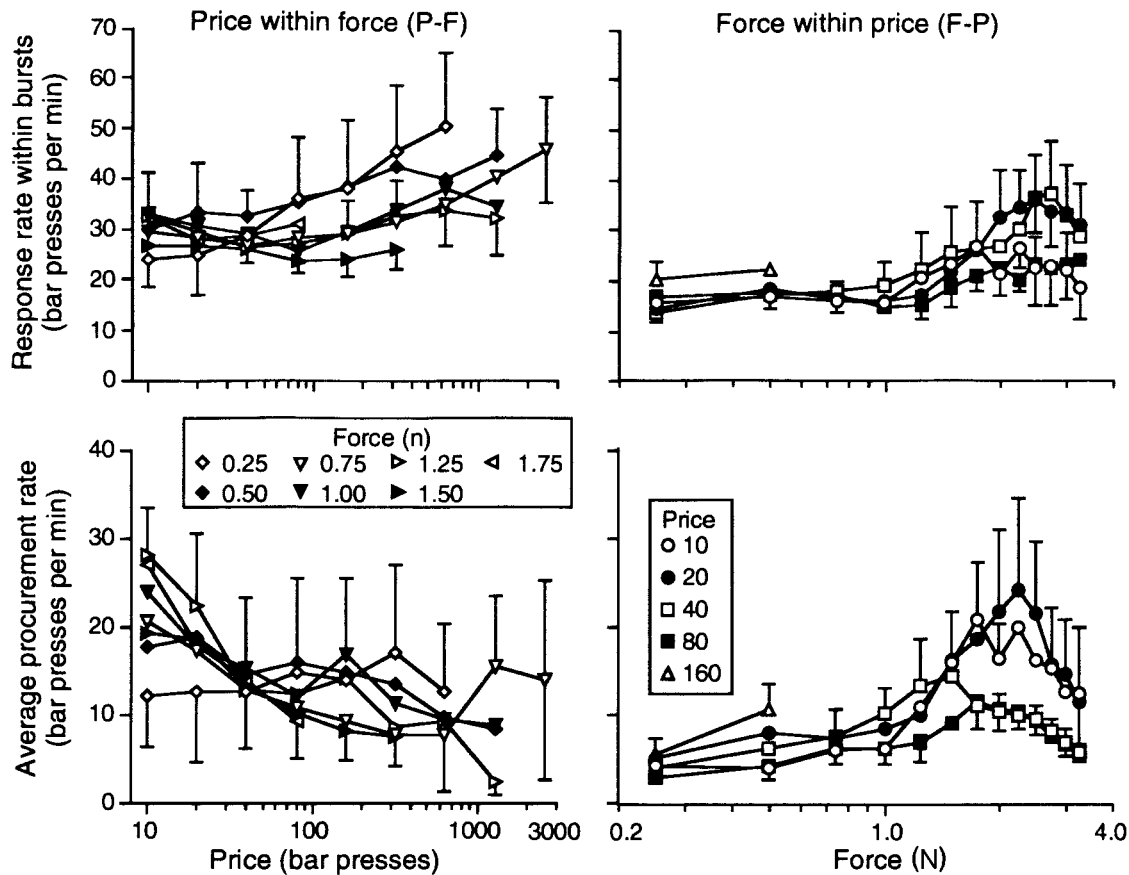 Price within force (P-F)
Force within price (F-P)
Response rate within bursts
(bar presses per min)
70
60
50
40
30
20
10
0
Average procurement rate
(bar presses per min)
40
30
20
10
0
Force (n)
0.25 0.75 1.25 1.75
0.50 1.00 1.50
Price
10
20
40
80
160
10 100 1000 3000
Price (bar presses)
0.2 1.0 4.0
Force (N)